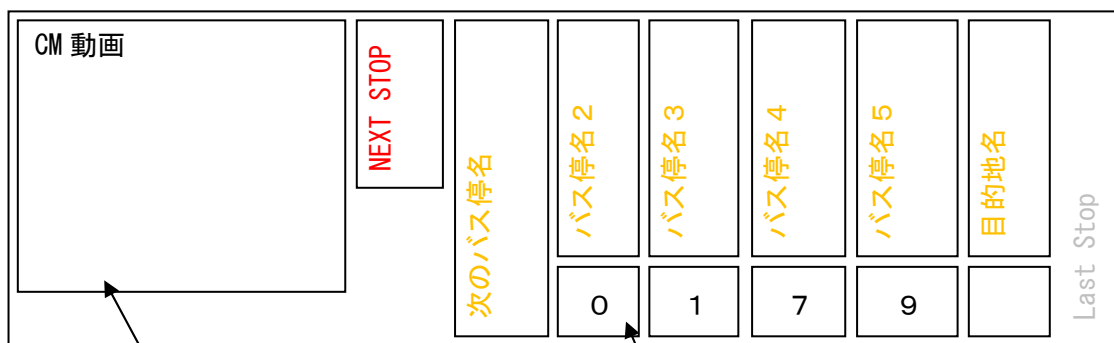 CM 動画
NEXT STOP
次のバス停名
バス停名 2
バス停名 3
バス停名 4
バス停名 5
目的地名
Last Stop
0
1
7
9